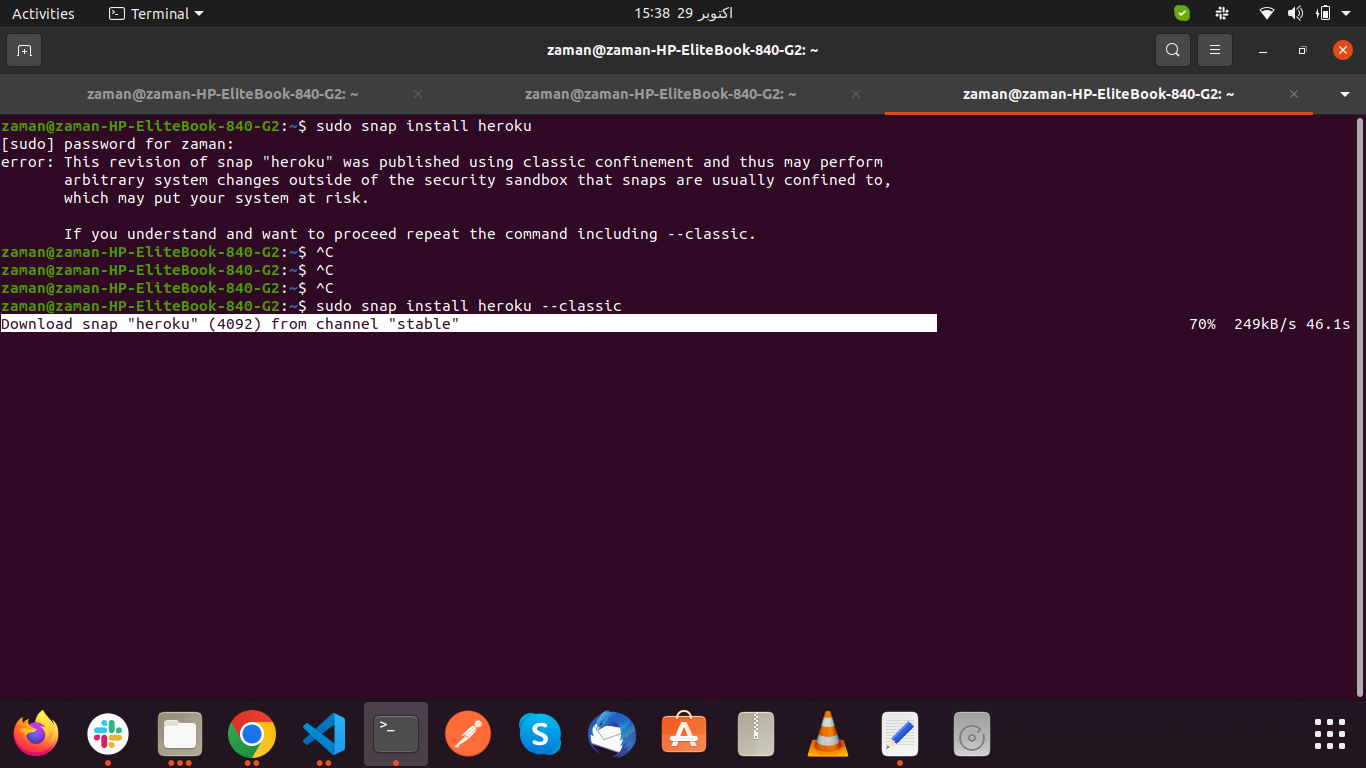 Activities
Terminal
15:38 29 اکتوبر
zaman@zaman-HP-EliteBook-840-G2: ~
zaman@zaman-HP-EliteBook-840-G2: ~
zaman@zaman-HP-EliteBook-840-G2: ~
zaman@zaman-HP-EliteBook-840-G2: ~
zaman@zaman-HP-EliteBook-840-G2:~$ sudo snap install heroku
[sudo] password for zaman:
error: This revision of snap "heroku" was published using classic confinement and thus may perform
arbitrary system changes outside of the security sandbox that snaps are usually confined to,
which may put your system at risk.
If you understand and want to proceed repeat the command including --classic.
zaman@zaman-HP-EliteBook-840-G2:~$ ^C
zaman@zaman-HP-EliteBook-840-G2:~$ ^C
zaman@zaman-HP-EliteBook-840-G2:~$ ^C
zaman@zaman-HP-EliteBook-840-G2:~$ sudo snap install heroku --classic
Download snap "heroku" (4092) from channel "stable" 70% 249kB/s 46.1s